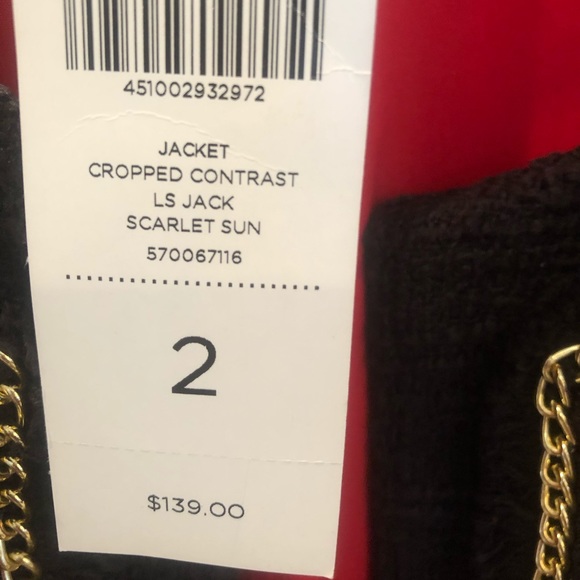 451002932972
JACKET
CROPPED CONTRAST
LS JACK
SCARLET SUN
570067116
2
$139.00